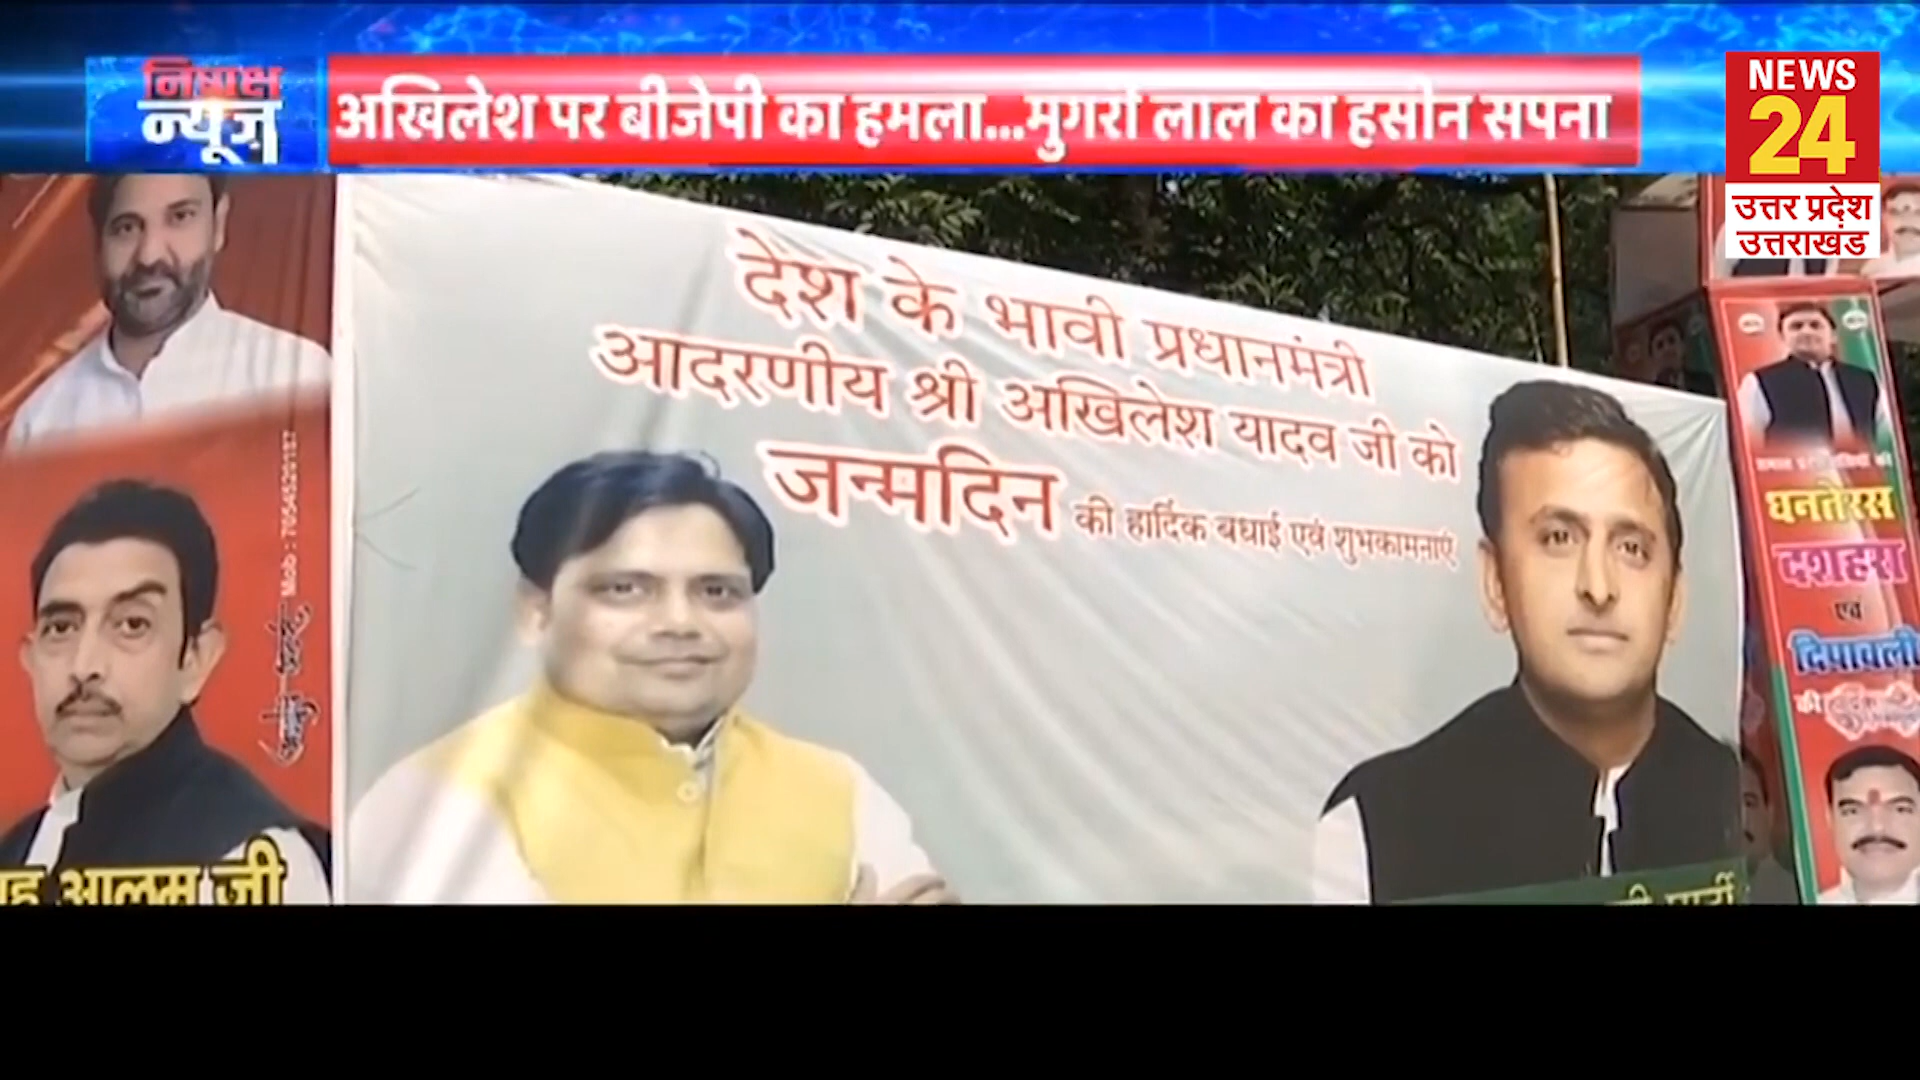 निष्पक्ष
न्यूज़
अखिलेश पर बीजेपी का हमला...मुंगेरी लाल का हसीन सपना
NEWS
24
उत्तर प्रदेश
उत्तराखंड
देश के भावी प्रधानमंत्री
आदरणीय श्री अखिलेश यादव जी को
जन्मदिन की हार्दिक बधाई एवं शुभकामनाएं
आलम जी
धनतेरस
दशहरा
एवं
दिपावली
की